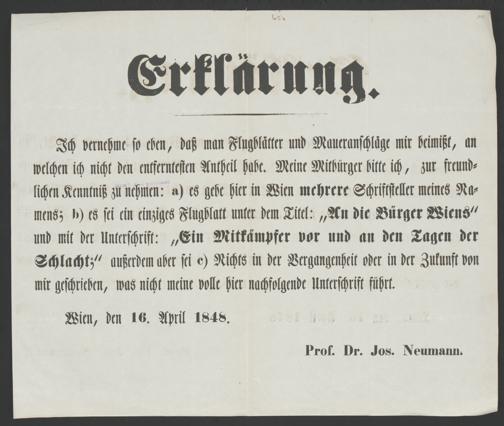 Erklärung.
Ich vernehme so eben, daß man Flugblätter und Maueranschläge mir beimißt, an
welchen ich nicht den entferntesten Antheil habe. Meine Mitbürger bitte ich, zur freund-
lichen Kenntniß zu nehmen: a) es gebe hier in Wien mehrere Schriftsteller meines Na-
mens; b) es sei ein einziges Flugblatt unter dem Titel: „An die Bürger Wiens“
und mit der Unterschrift: „Ein Mitkämpfer vor und an den Tagen der
Schlacht;“ außerdem aber sei c) Nichts in der Vergangenheit oder in der Zukunft von
mir geschrieben, was nicht meine volle hier nachfolgende Unterschrift führt.
Wien, den 16. April 1848.
Prof. Dr. Jos. Neumann.